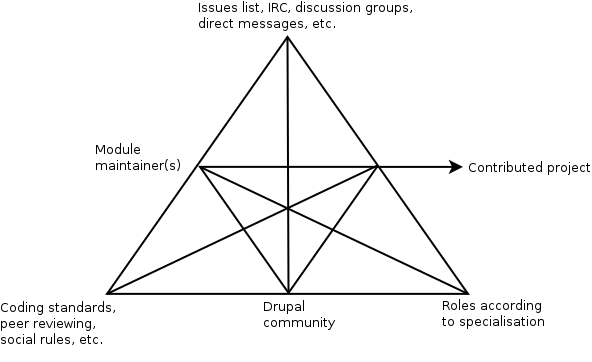 Issues list, IRC, discussion groups,
direct messages, etc.
Module
maintainer(s)
Contributed project
Coding standards,
peer reviewing,
social rules, etc.
Drupal
community
Roles according
to specialisation